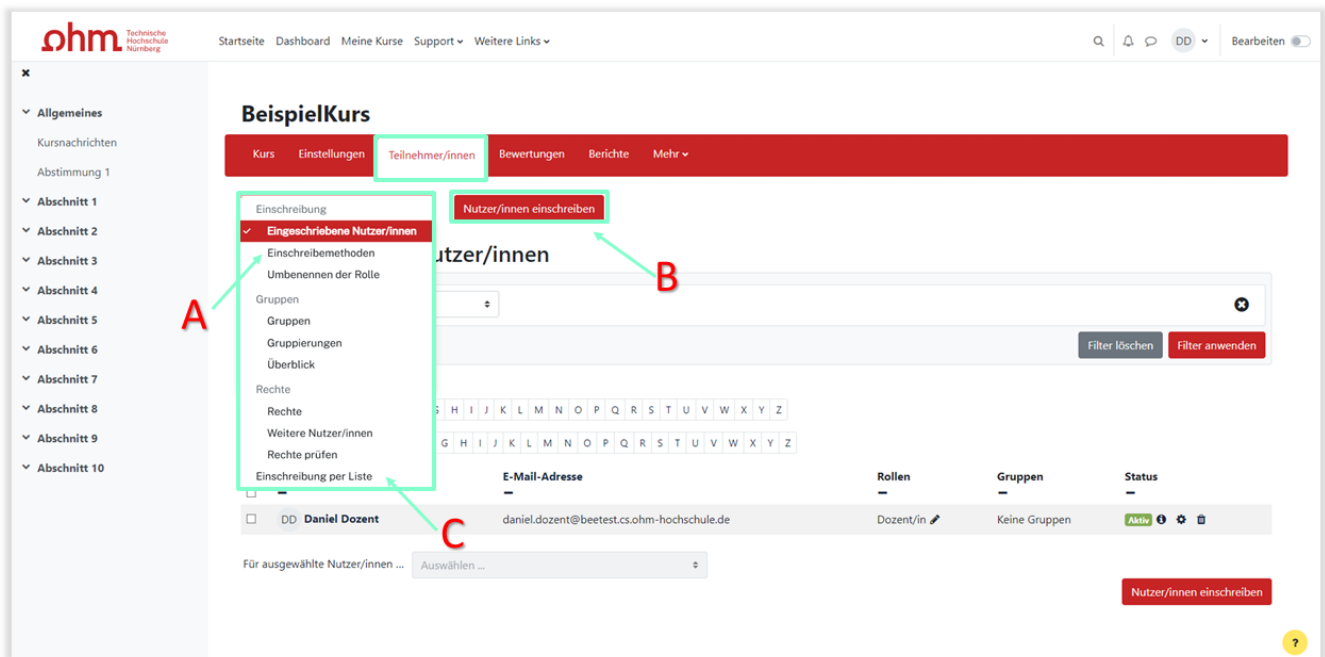 ohm Technische
Hochschule
Nürnberg
Startseite Dashboard Meine Kurse Support Weitere Links
DD Bearbeiten
Allgemeines
Kursnachrichten
Abstimmung 1
Abschnitt 1
Abschnitt 2
Abschnitt 3
Abschnitt 4
Abschnitt 5
Abschnitt 6
Abschnitt 7
Abschnitt 8
Abschnitt 9
Abschnitt 10
BeispielKurs
Kurs Einstellungen Teilnehmer/innen Bewertungen Berichte Mehr
Einschreibung
Eingeschriebene Nutzer/innen
Einschreibemethoden
Umbenennen der Rolle
Gruppen
Gruppen
Gruppierungen
Überblick
Rechte
Rechte
Weitere Nutzer/innen
Rechte prüfen
Einschreibung per Liste
A
Nutzer/innen einschreiben
B
utzer/innen
Filter löschen Filter anwenden
H I J K L M N O P Q R S T U V W X Y Z
G H I J K L M N O P Q R S T U V W X Y Z
C
E-Mail-Adresse Rollen Gruppen Status
DD Daniel Dozent daniel.dozent@beetest.cs.ohm-hochschule.de Dozent/in Keine Gruppen Aktiv
Für ausgewählte Nutzer/innen ... Auswählen ...
Nutzer/innen einschreiben
?